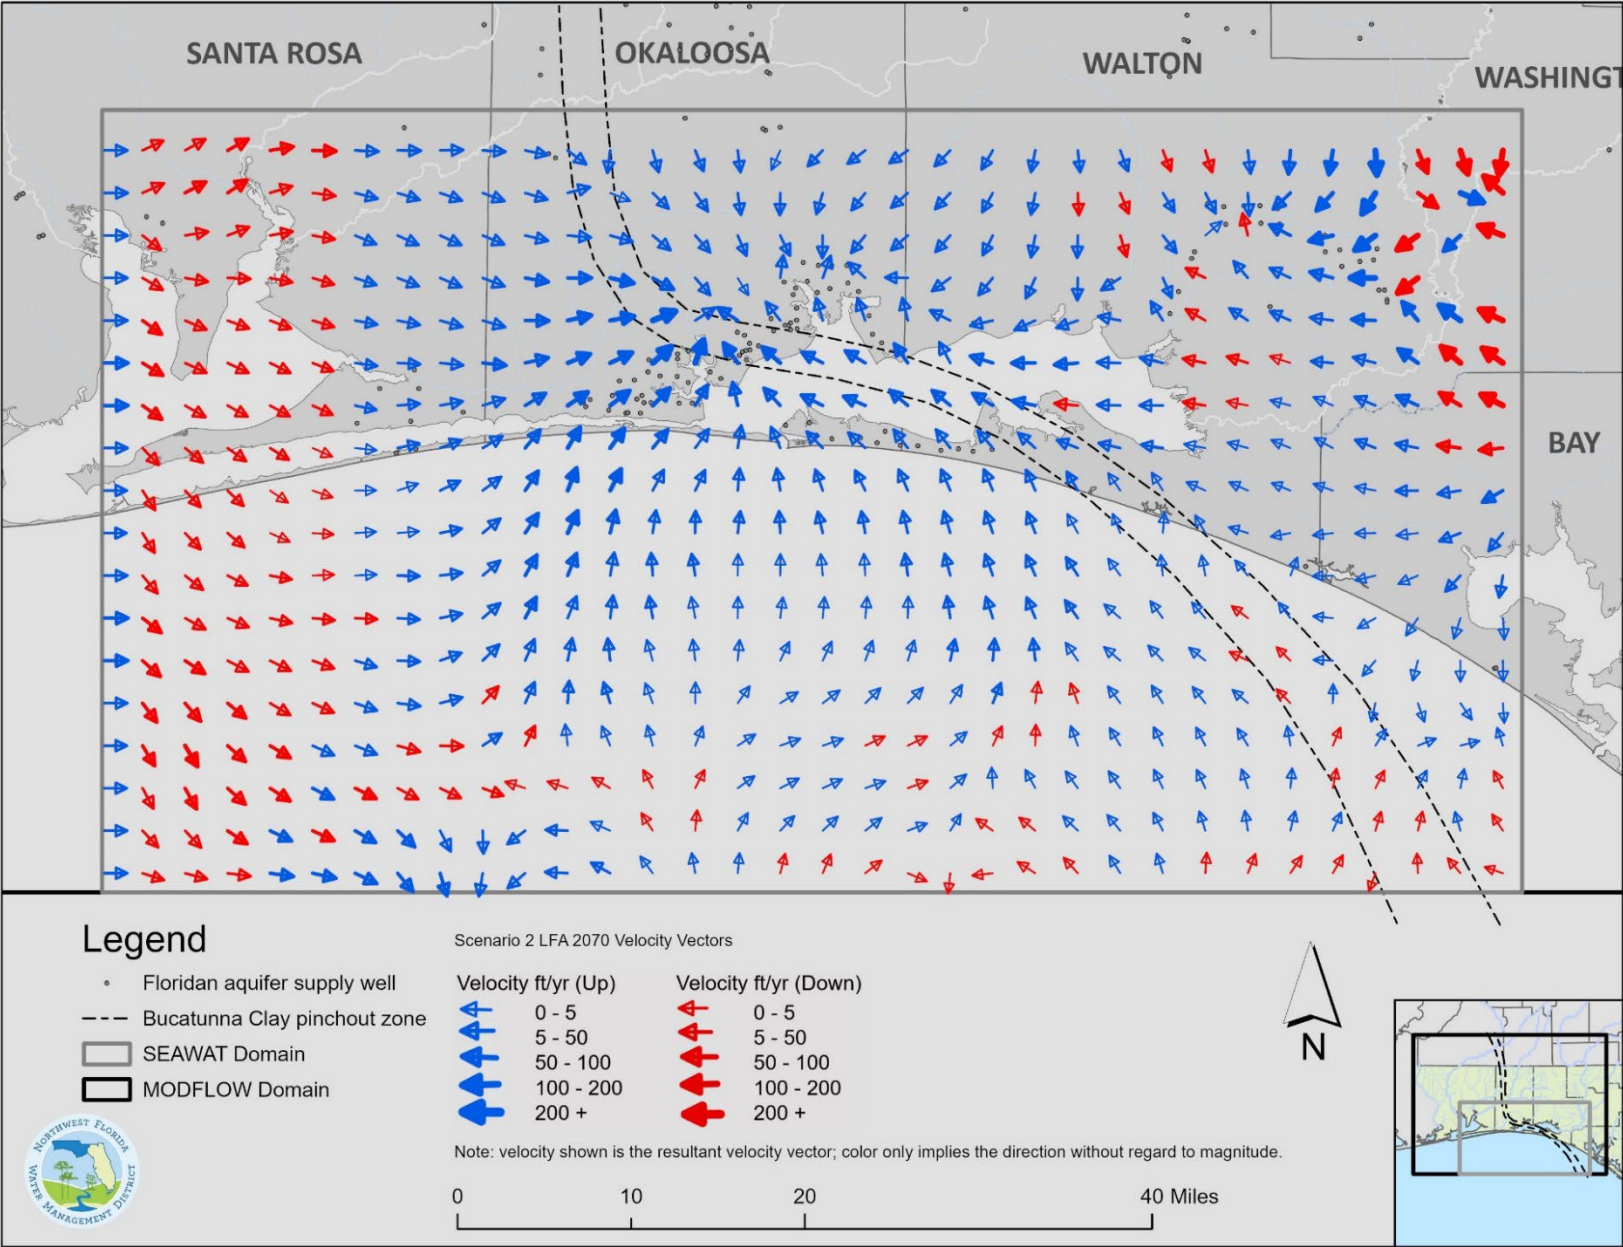 SANTA ROSA
OKALOOSA
WALTON
WASHINGT
BAY
Legend
Floridan aquifer supply well
Bucatunna Clay pinchout zone
SEAWAT Domain
MODFLOW Domain
Scenario 2 LFA 2070 Velocity Vectors
Velocity ft/yr (Up)
0 - 5
5 - 50
50 - 100
100 - 200
200 +
Velocity ft/yr (Down)
0 - 5
5 - 50
50 - 100
100 - 200
200 +
Note: velocity shown is the resultant velocity vector; color only implies the direction without regard to magnitude.
0 10 20 40 Miles
N
NORTHWEST FLORIDA
WATER MANAGEMENT DISTRICT